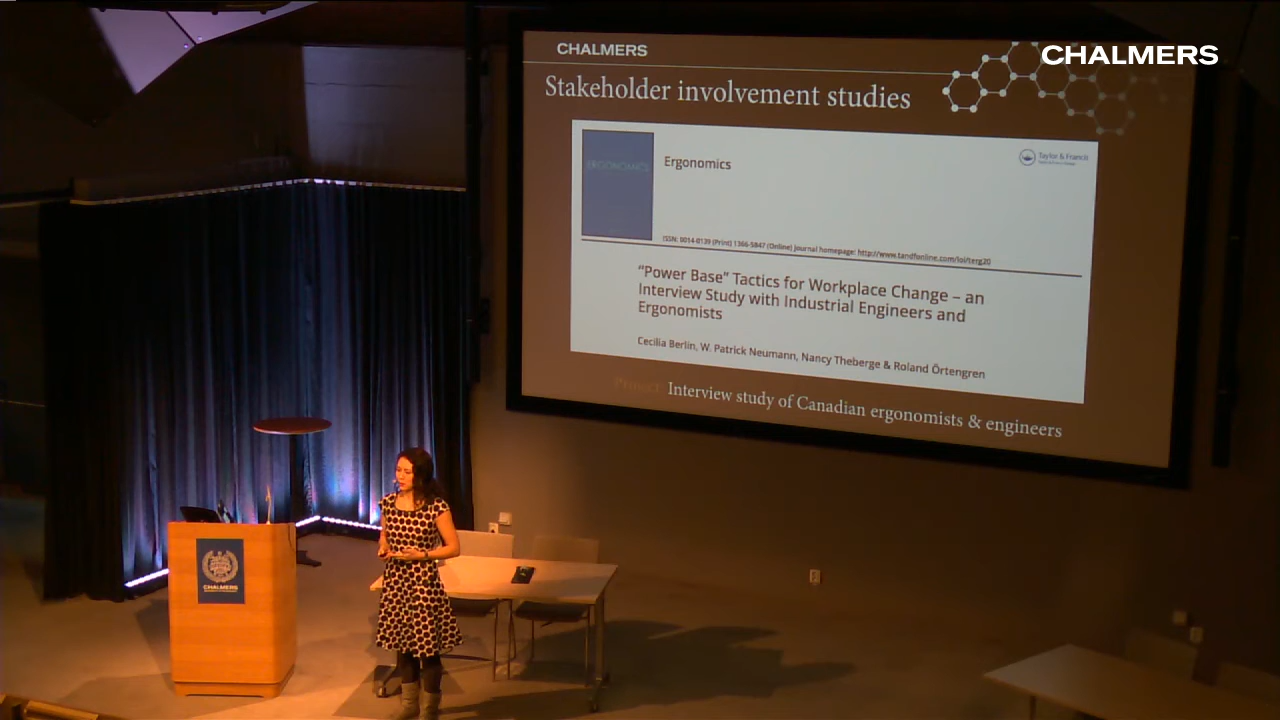 CHALMERS
CHALMERS
Stakeholder involvement studies
ERGONOMICS
Ergonomics
Taylor & Francis
ISSN: 0014-0139 (Print) 1366-5847 (Online) Journal homepage: http://www.tandfonline.com/loi/terg20
“Power Base” Tactics for Workplace Change – an
Interview Study with Industrial Engineers and
Ergonomists
Cecilia Berlin, W. Patrick Neumann, Nancy Theberge & Roland Örtengren
Project: Interview study of Canadian ergonomists & engineers
CHALMERS